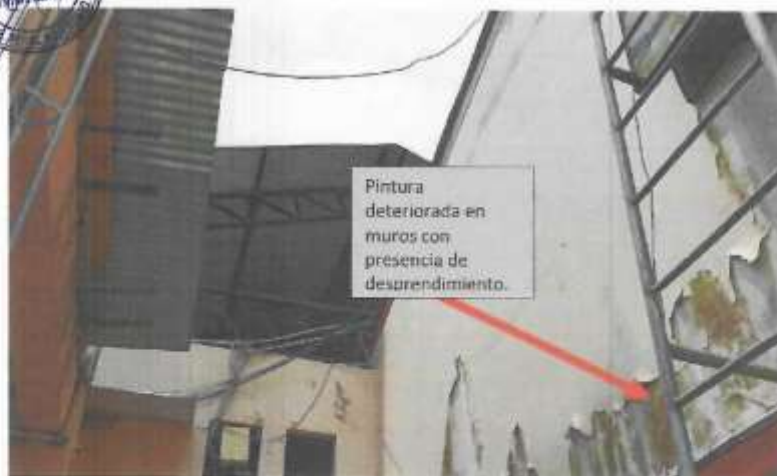 Pintura
deteriorada en
muros con
presencia de
desprendimiento.